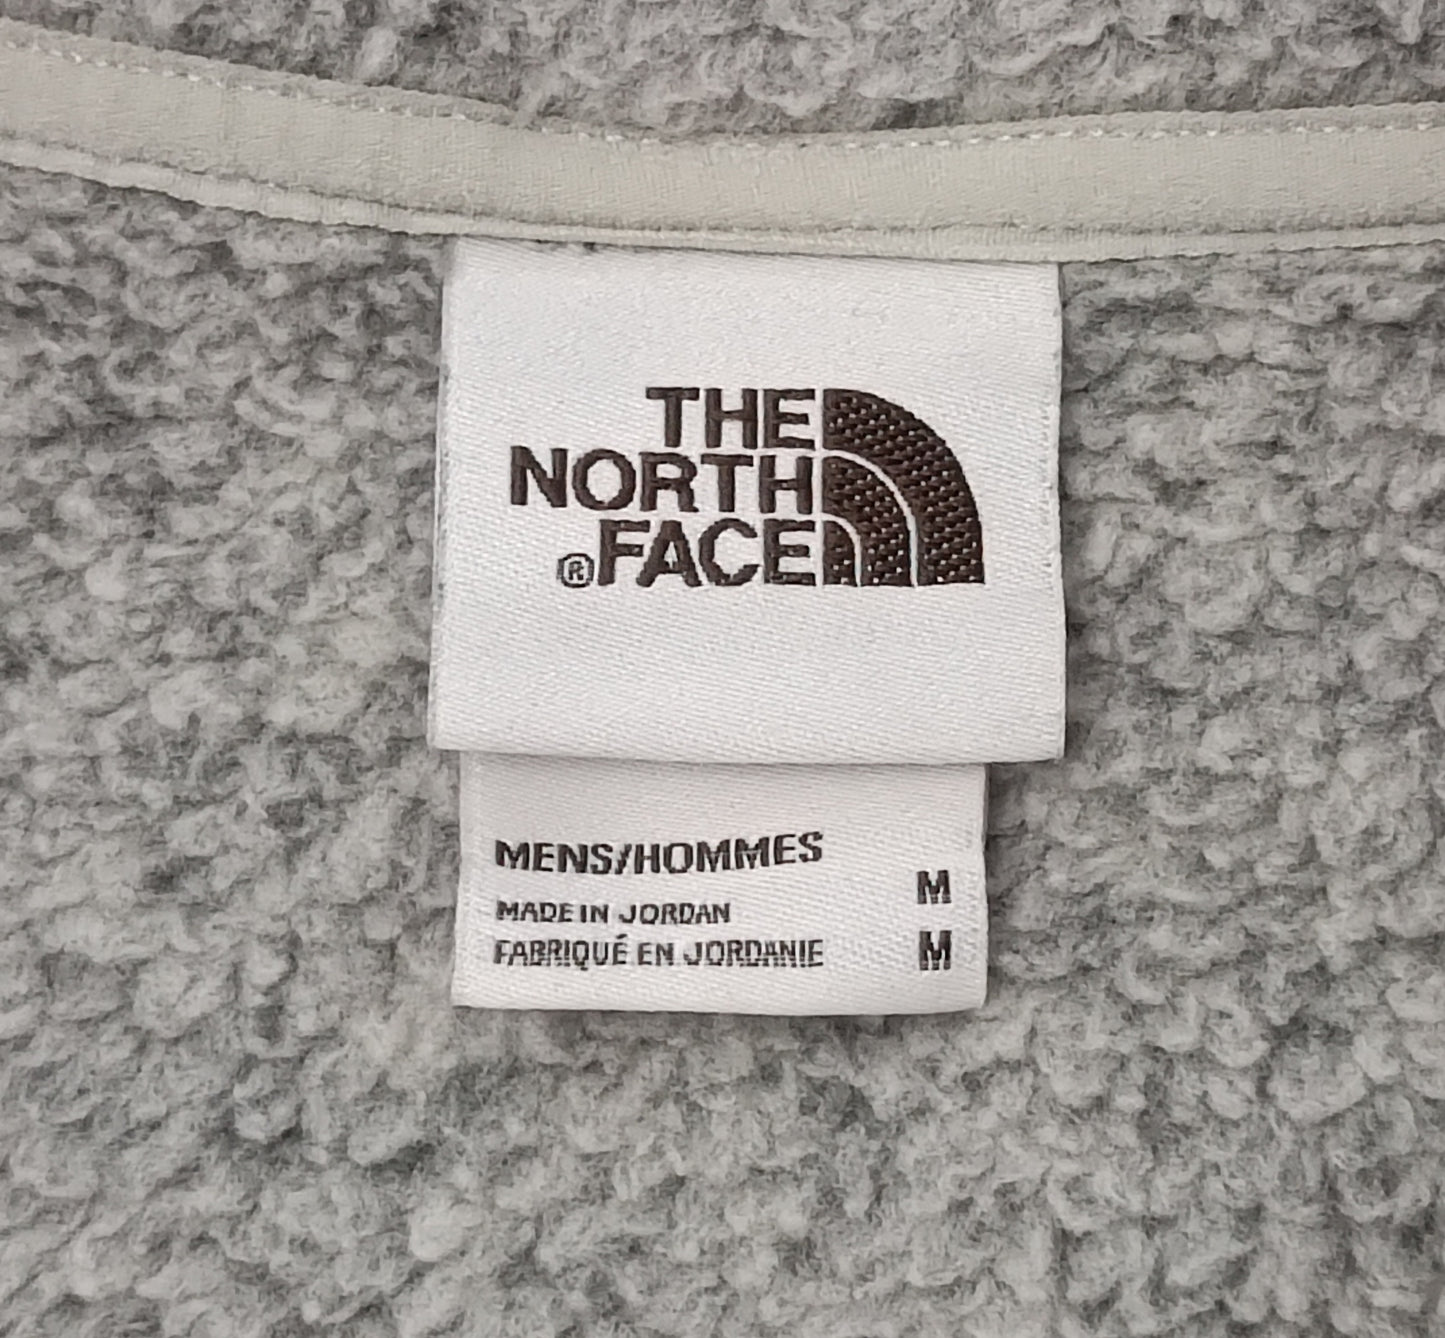 THE
NORTH
®FACE
MENS/HOMMES
M
MADE IN JORDAN
FABRIQUÉ EN JORDANIE
M